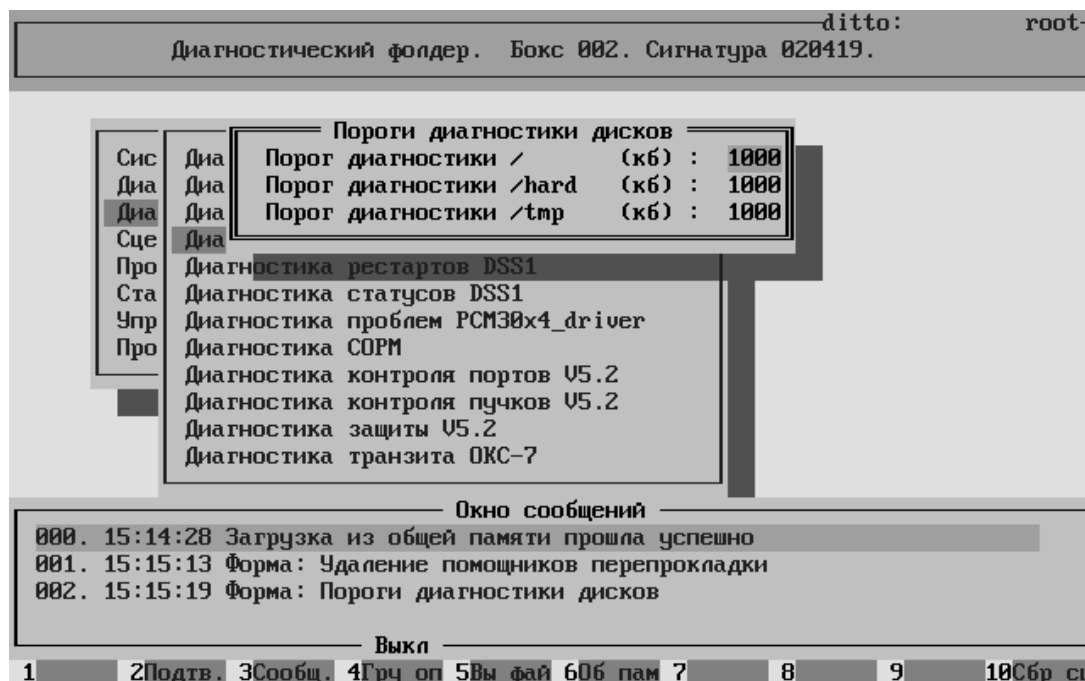 ditto: root-
Диагностический фолдер. Бокс 002. Сигнатура 020419.
Пороги диагностики дисков
Сис Диа Порог диагностики / (кб) : 1000
Диа Диа Порог диагностики /hard (кб) : 1000
Диа Диа Порог диагностики /tmp (кб) : 1000
Сце Диа
Про Диагностика рестартов DSS1
Ста Диагностика статусов DSS1
Упр Диагностика проблем PCM30x4_driver
Про Диагностика СОРМ
Диагностика контроля портов V5.2
Диагностика контроля пучков V5.2
Диагностика защиты V5.2
Диагностика транзита ОКС-7
Окно сообщений
000. 15:14:28 Загрузка из общей памяти прошла успешно
001. 15:15:13 Форма: Удаление помощников перепрокладки
002. 15:15:19 Форма: Пороги диагностики дисков
Выкл
1 2Подтв. 3Сообщ. 4Гру оп 5Вы фай 6Об пам 7 8 9 10Сбр си